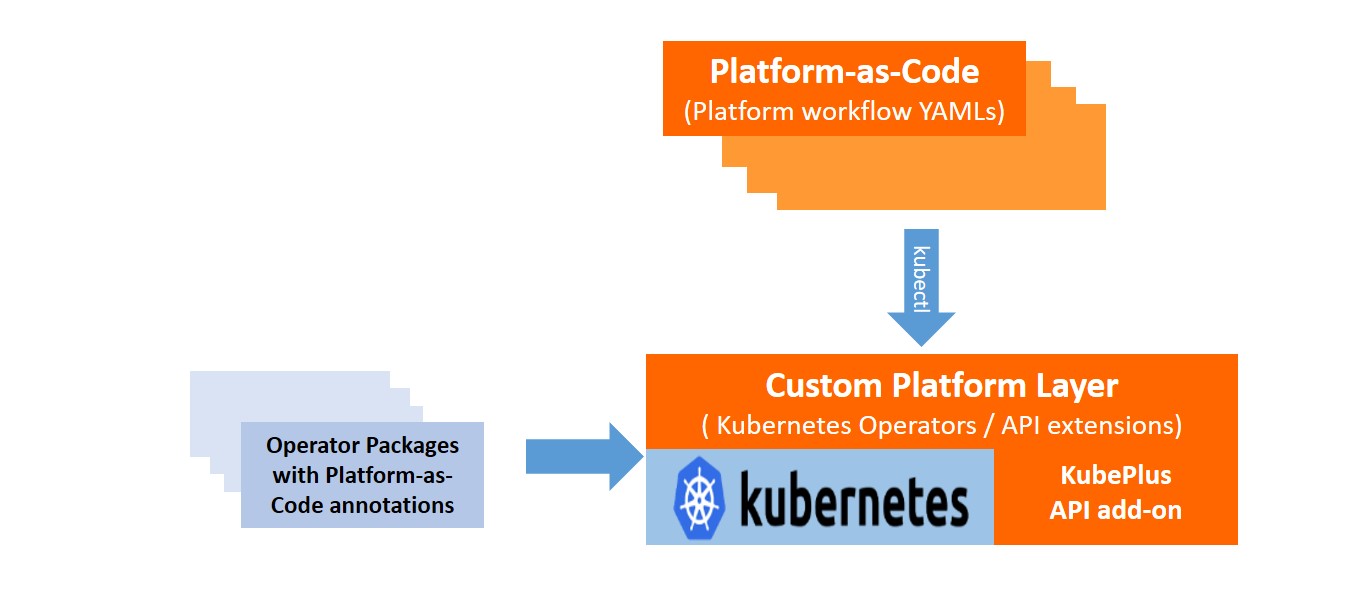 Platform-as-Code
(Platform workflow YAMLs)
kubectl
Custom Platform Layer
( Kubernetes Operators / API extensions)
Operator Packages
with Platform-as-
Code annotations
kubernetes
KubePlus
API add-on